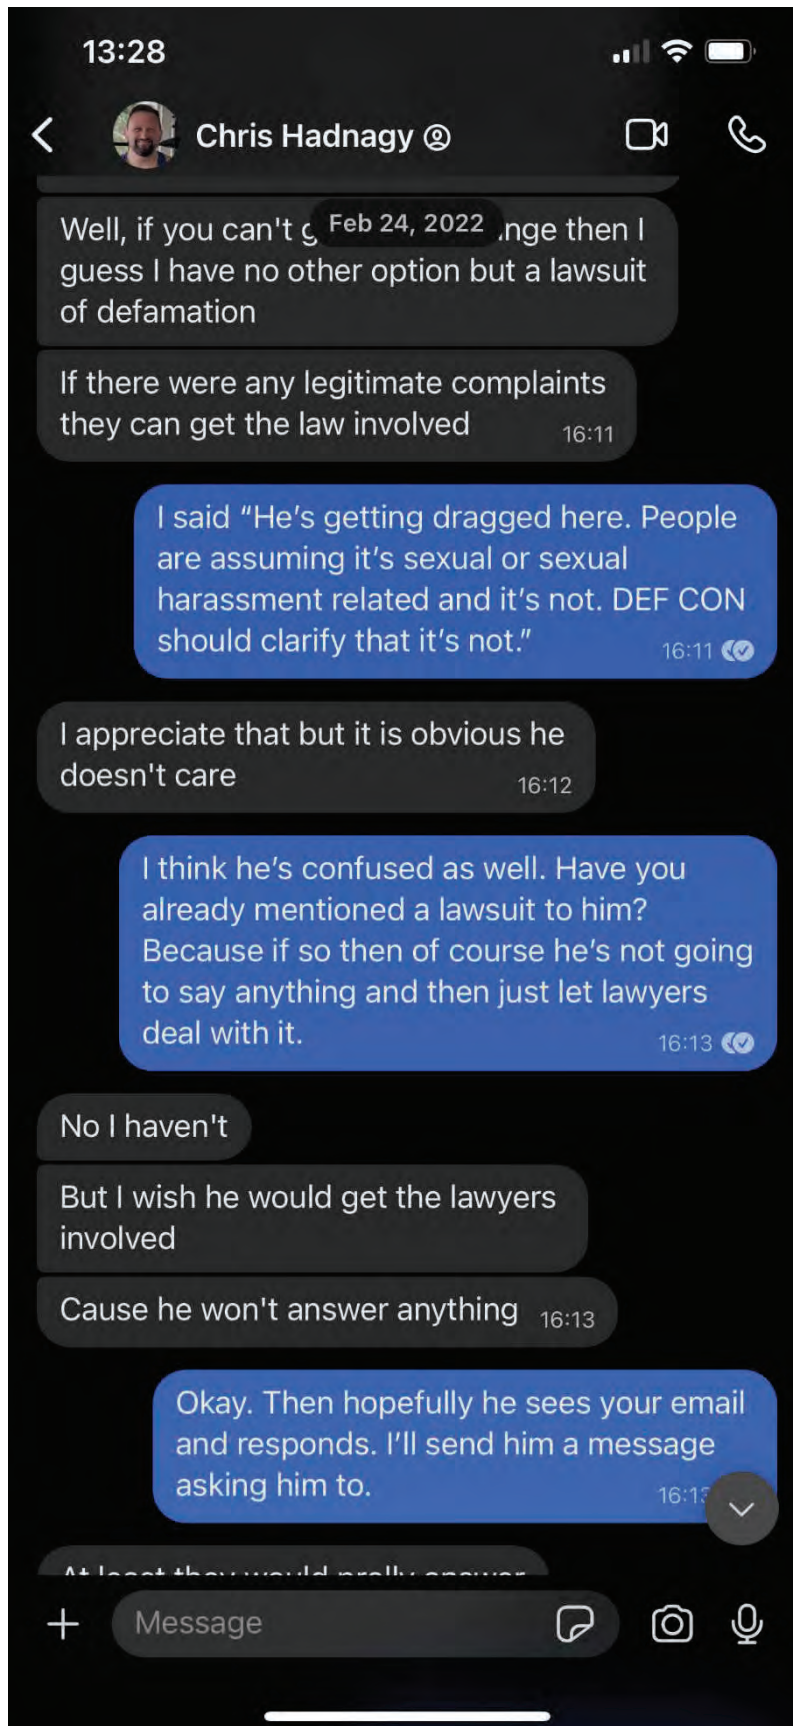 13:28
Chris Hadnagy
Feb 24, 2022
Well, if you can't then I
guess I have no other option but a lawsuit
of defamation
If there were any legitimate complaints
they can get the law involved
16:11
I said “He’s getting dragged here. People
are assuming it’s sexual or sexual
harassment related and it’s not. DEF CON
should clarify that it’s not.”
16:11
I appreciate that but it is obvious he
doesn't care
16:12
I think he’s confused as well. Have you
already mentioned a lawsuit to him?
Because if so then of course he’s not going
to say anything and then just let lawyers
deal with it.
16:13
No I haven't
But I wish he would get the lawyers
involved
Cause he won't answer anything 16:13
Okay. Then hopefully he sees your email
and responds. I’ll send him a message
asking him to.
At least they would prolly answer
Message